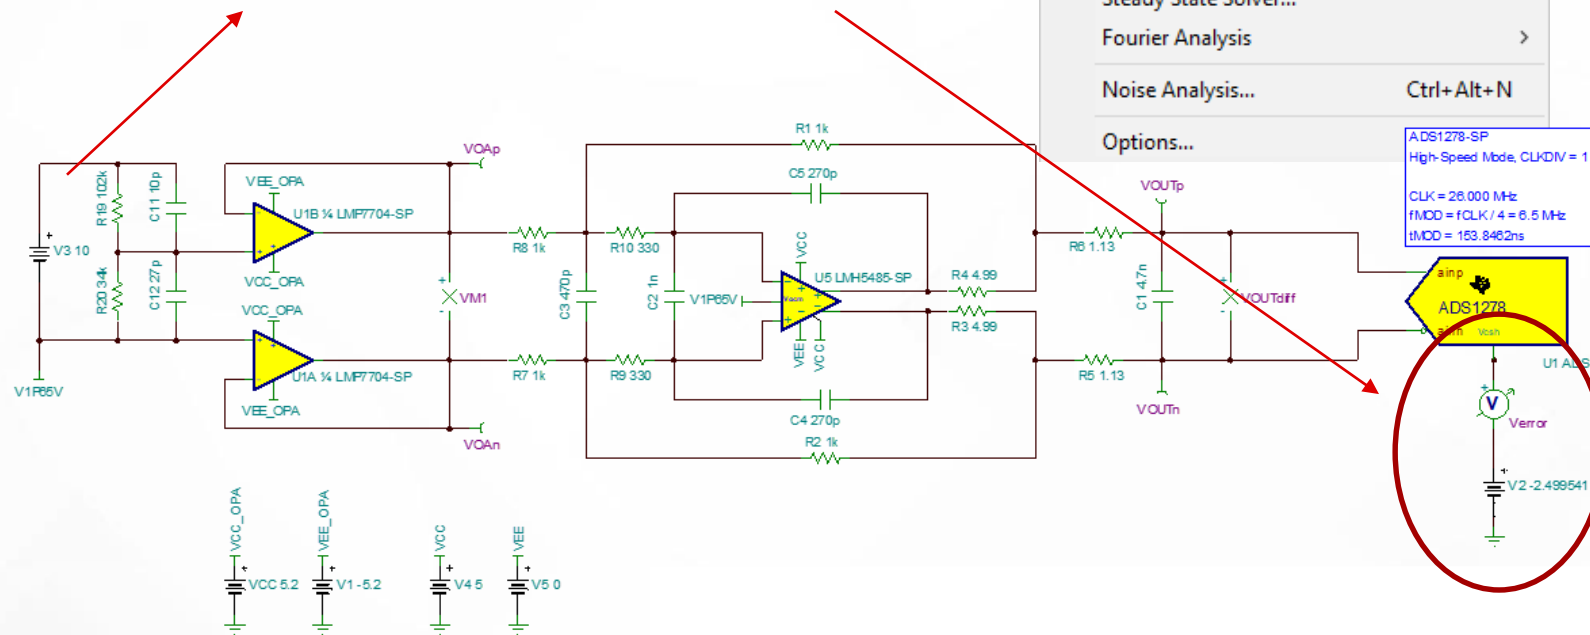 Steady State Solver...
Fourier Analysis
Noise Analysis... Ctrl+Alt+N
Options...
ADS1278-SP
High-Speed Mode, CLKDIV = 1
CLK = 26.000 MHz
fMOD = fCLK / 4 = 6.5 MHz
tMOD = 153.8462ns
R1 1k
VOAp
C5 270p
VEE_OPA
VOUTp
R19 102k
C11 10p
U1B ¼ LMP7704-SP
V3 10
R8 1k
R10 330
VCC
R6 1.13
VCC_OPA
U5 LMH5485-SP
R4 4.99
ainp
R20 34k
C12 27p
VM1
C3 470p
C2 1n
V1P65V
Vocm
C1 4.7n
VOUTdiff
ADS1278
VCC_OPA
R3 4.99
ainn
Vcsh
VEE
VCC
R7 1k
R9 330
R5 1.13
U1 ADS
U1A ¼ LMP7704-SP
V1P65V
VEE_OPA
VOUTn
V
Verror
C4 270p
VOAn
R2 1k
V2 -2.499541
VCC_OPA
VEE_OPA
VCC
VEE
VCC 5.2
V1 -5.2
V4 5
V5 0